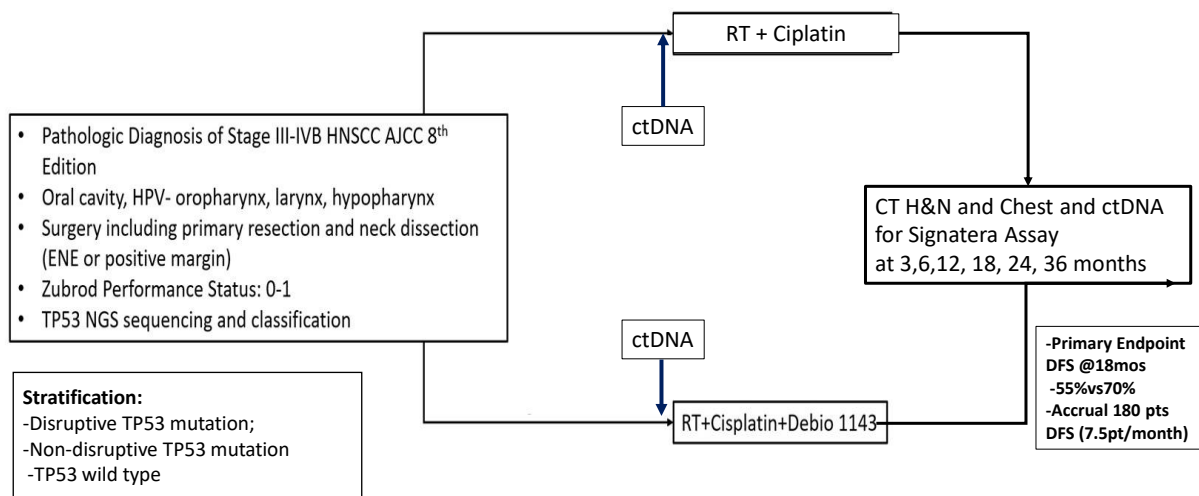 RT + Ciplatin
ctDNA
• Pathologic Diagnosis of Stage III-IVB HNSCC AJCC 8th
Edition
• Oral cavity, HPV- oropharynx, larynx, hypopharynx
• Surgery including primary resection and neck dissection
(ENE or positive margin)
• Zubrod Performance Status: 0-1
• TP53 NGS sequencing and classification
CT H&N and Chest and ctDNA
for Signatera Assay
at 3,6,12, 18, 24, 36 months
ctDNA
RT+Cisplatin+Debio 1143
-Primary Endpoint
DFS @18mos
-55%vs70%
-Accrual 180 pts
DFS (7.5pt/month)
Stratification:
-Disruptive TP53 mutation;
-Non-disruptive TP53 mutation
-TP53 wild type